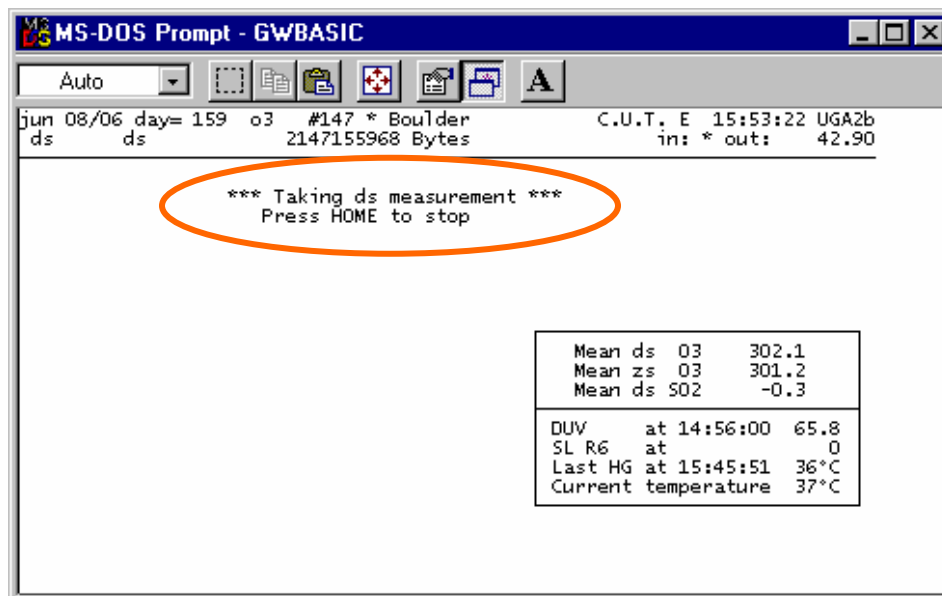 MS-DOS Prompt - GWBASIC
Auto
A
jun 08/06 day= 159 o3 #147 * Boulder C.U.T. E 15:53:22 UGA2b
ds ds 2147155968 Bytes in: * out: 42.90
*** Taking ds measurement ***
Press HOME to stop
Mean ds O3 302.1
Mean zs O3 301.2
Mean ds SO2 -0.3
DUV at 14:56:00 65.8
SL R6 at 0
Last HG at 15:45:51 36°C
Current temperature 37°C